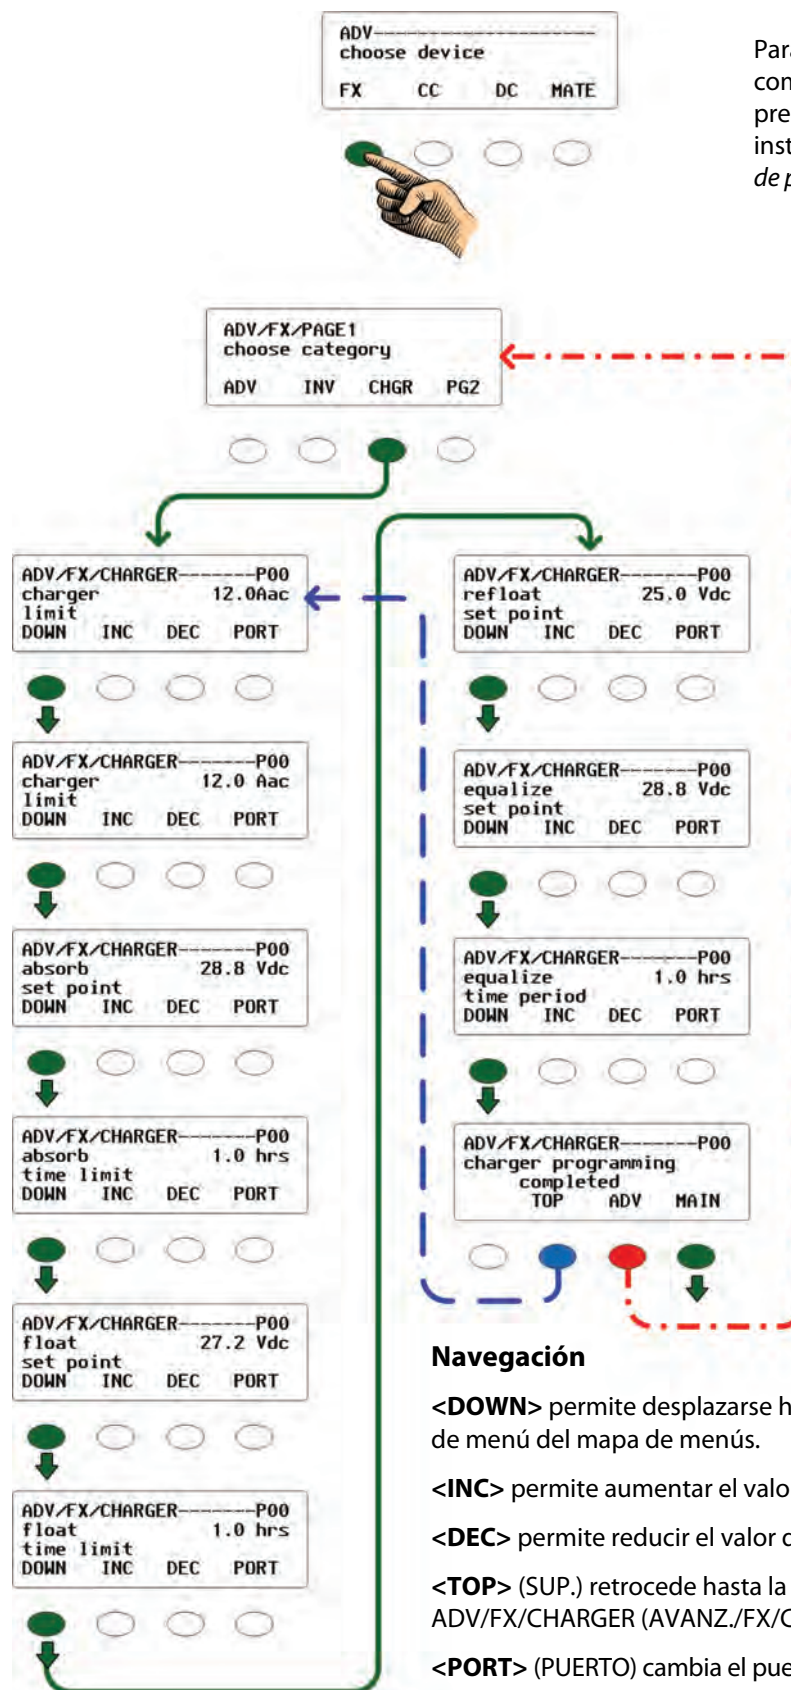 ADV
choose device
FX CC DC MATE
Para
com
pre
inst
de p
ADV/FX/PAGE1
choose category
ADV INV CHGR PG2
ADV/FX/CHARGER-------P00
charger 12.0Aac
limit
DOWN INC DEC PORT
ADV/FX/CHARGER-------P00
charger 12.0 Aac
limit
DOWN INC DEC PORT
ADV/FX/CHARGER-------P00
absorb 28.8 Vdc
set point
DOWN INC DEC PORT
ADV/FX/CHARGER-------P00
absorb 1.0 hrs
time limit
DOWN INC DEC PORT
ADV/FX/CHARGER-------P00
float 27.2 Vdc
set point
DOWN INC DEC PORT
ADV/FX/CHARGER-------P00
float 1.0 hrs
time limit
DOWN INC DEC PORT
ADV/FX/CHARGER-------P00
refloat 25.0 Vdc
set point
DOWN INC DEC PORT
ADV/FX/CHARGER-------P00
equalize 28.8 Vdc
set point
DOWN INC DEC PORT
ADV/FX/CHARGER-------P00
equalize 1.0 hrs
time period
DOWN INC DEC PORT
ADV/FX/CHARGER-------P00
charger programming
completed
TOP ADV MAIN
Navegación
<DOWN> permite desplazarse h
de menú del mapa de menús.
<INC> permite aumentar el valo
<DEC> permite reducir el valor d
<TOP> (SUP.) retrocede hasta la
ADV/FX/CHARGER (AVANZ./FX/C
<PORT> (PUERTO) cambia el pue